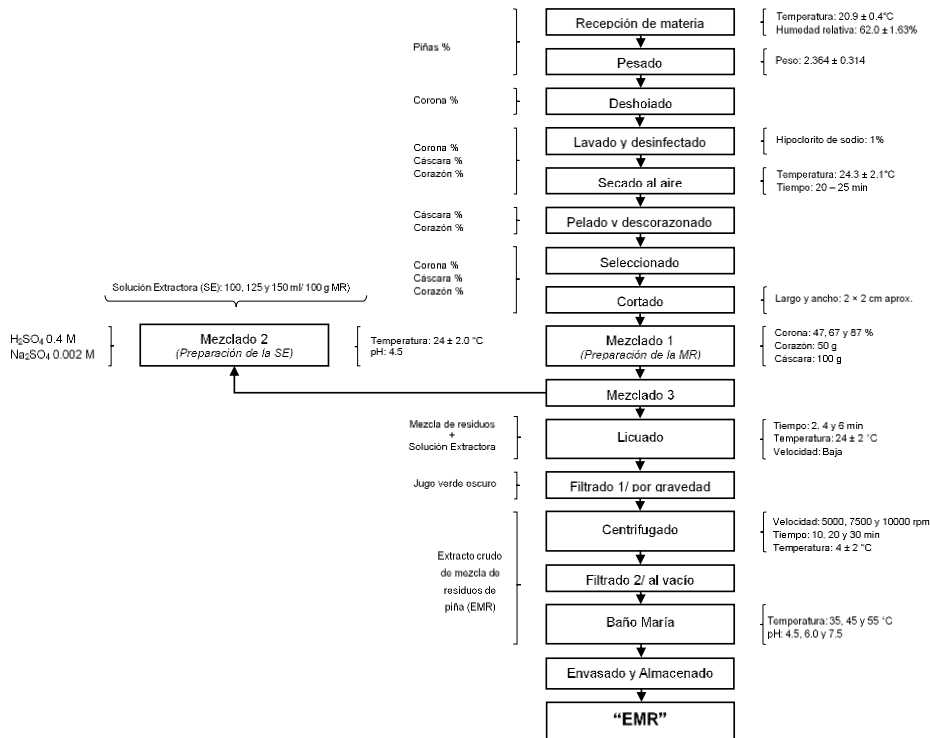 Recepción de materia
Temperatura: 20.9 ± 0.4°C
Humedad relativa: 62.0 ± 1.63%
Piñas %
Pesado
Peso: 2.364 ± 0.314
Corona %
Deshojado
Corona %
Cáscara %
Corazón %
Lavado y desinfectado
Hipoclorito de sodio: 1%
Secado al aire
Temperatura: 24.3 ± 2.1°C
Tiempo: 20 – 25 min
Cáscara %
Corazón %
Pelado y descorazonado
Corona %
Cáscara %
Corazón %
Seleccionado
Cortado
Largo y ancho: 2 × 2 cm aprox.
Solución Extractora (SE): 100, 125 y 150 ml/ 100 g MR)
H₂SO₄ 0.4 M
Na₂SO₄ 0.002 M
Mezclado 2
(Preparación de la SE)
Temperatura: 24 ± 2.0 °C
pH: 4.5
Mezclado 1
(Preparación de la MR)
Corona: 47, 67 y 87 %
Corazón: 50 g
Cáscara: 100 g
Mezclado 3
Mezcla de residuos
+
Solución Extractora
Licuado
Tiempo: 2, 4 y 6 min
Temperatura: 24 ± 2 °C
Velocidad: Baja
Jugo verde oscuro
Filtrado 1/ por gravedad
Centrifugado
Velocidad: 5000, 7500 y 10000 rpm
Tiempo: 10, 20 y 30 min
Temperatura: 4 ± 2 °C
Extracto crudo
de mezcla de
residuos de
piña (EMR)
Filtrado 2/ al vacío
Baño María
Temperatura: 35, 45 y 55 °C
pH: 4.5, 6.0 y 7.5
Envasado y Almacenado
“EMR”